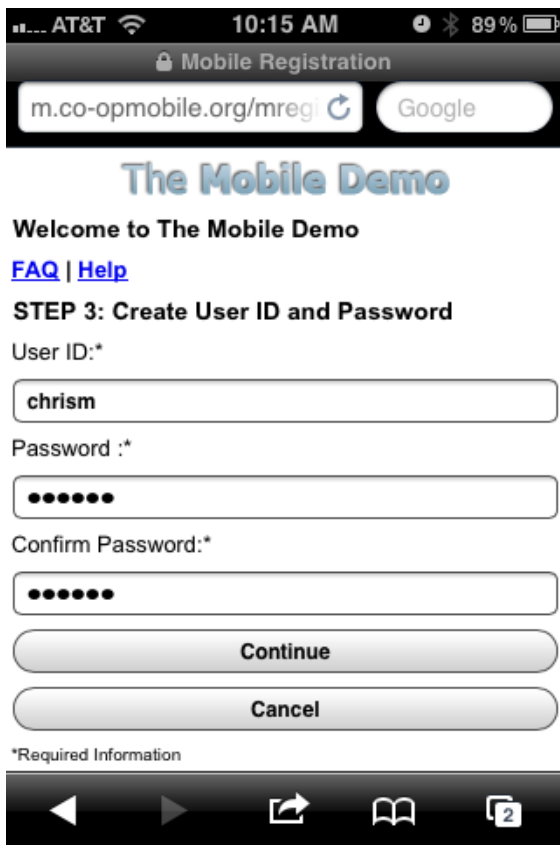 AT&T 10:15 AM 89%
Mobile Registration
m.co-opmobile.org/mregi Google
The Mobile Demo
Welcome to The Mobile Demo
FAQ | Help
STEP 3: Create User ID and Password
User ID:*
chrism
Password :*
••••••
Confirm Password:*
••••••
Continue
Cancel
*Required Information
2